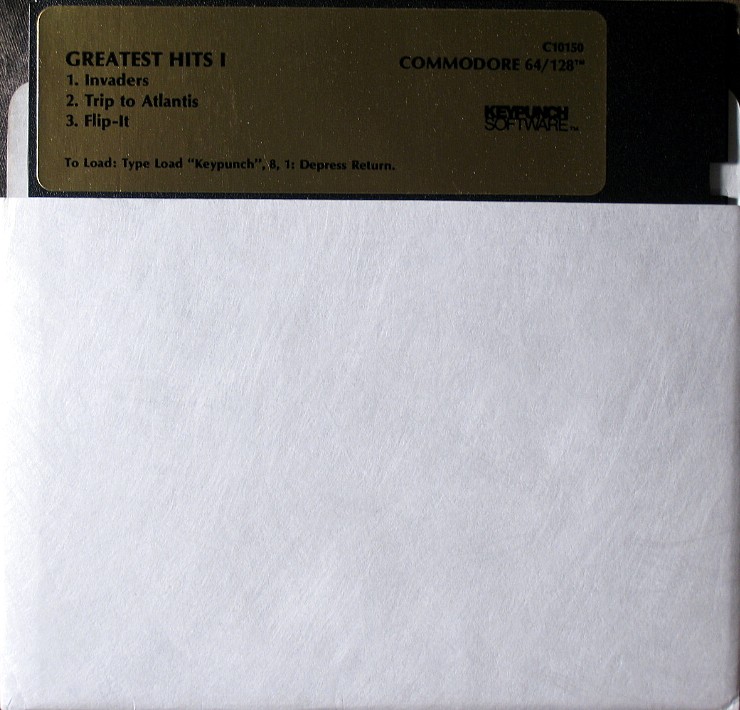 C10150
GREATEST HITS I
COMMODORE 64/128™
1. Invaders
2. Trip to Atlantis
3. Flip-It
KEYPUNCH
SOFTWARE™
To Load: Type Load "Keypunch", 8, 1: Depress Return.